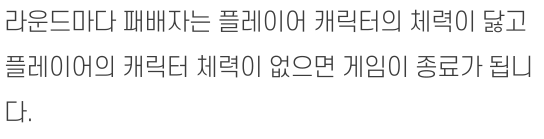 라운드마다 패배자는 플레이어 캐릭터의 체력이 닳고
플레이어의 캐릭터 체력이 없으면 게임이 종료가 됩니
다.